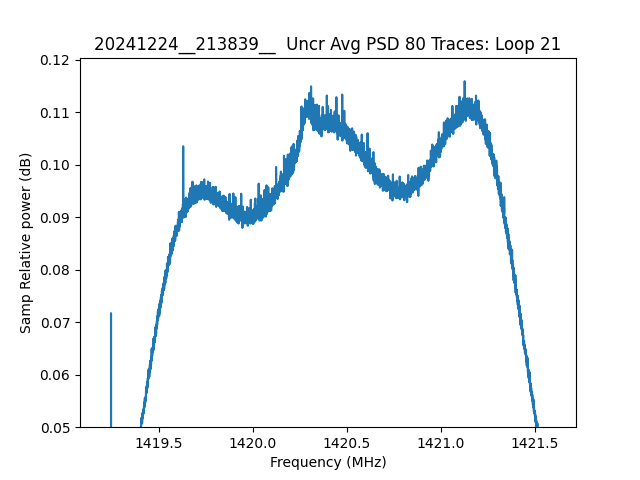 20241224__213839__  Uncr Avg PSD 80 Traces: Loop 21
0.12
0.11
0.10
0.09
0.08
0.07
0.06
0.05
Samp Relative power (dB)
1419.5 1420.0 1420.5 1421.0 1421.5
Frequency (MHz)